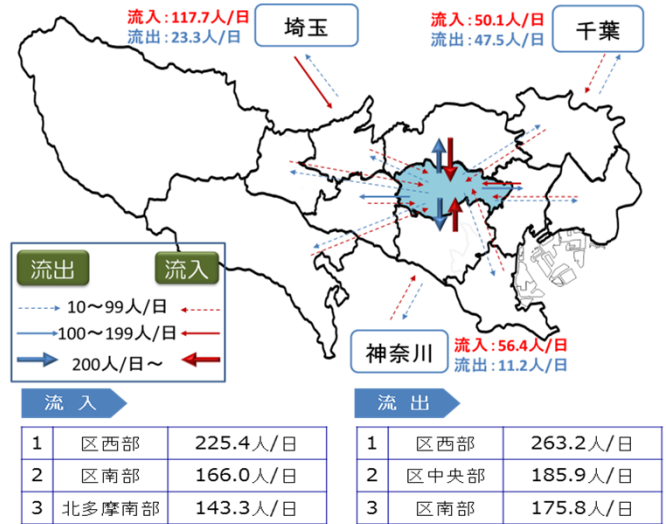 流入:117.7人/日
流出:23.3人/日
埼玉
流入:50.1人/日
流出:47.5人/日
千葉
流出 流入
10～99人/日
100～199人/日
200人/日～
神奈川
流入:56.4人/日
流出:11.2人/日
流 入
1 区西部 225.4人/日
2 区南部 166.0人/日
3 北多摩南部 143.3人/日
流 出
1 区西部 263.2人/日
2 区中央部 185.9人/日
3 区南部 175.8人/日